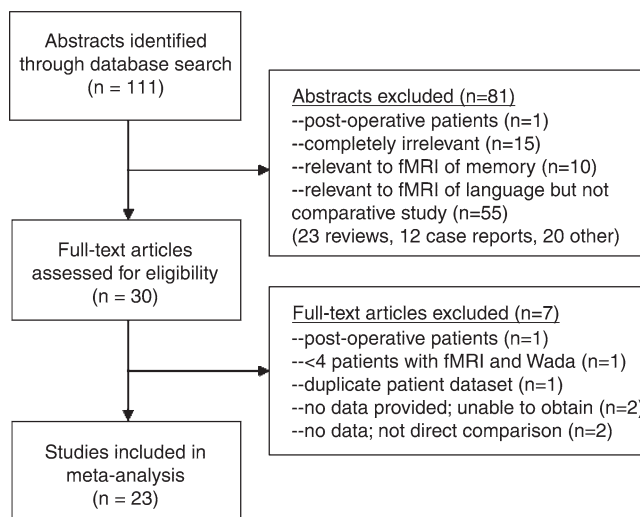 Abstracts identified
through database search
(n = 111)
Abstracts excluded (n=81)
--post-operative patients (n=1)
--completely irrelevant (n=15)
--relevant to fMRI of memory (n=10)
--relevant to fMRI of language but not
comparative study (n=55)
(23 reviews, 12 case reports, 20 other)
Full-text articles
assessed for eligibility
(n = 30)
Full-text articles excluded (n=7)
--post-operative patients (n=1)
--<4 patients with fMRI and Wada (n=1)
--duplicate patient dataset (n=1)
--no data provided; unable to obtain (n=2)
--no data; not direct comparison (n=2)
Studies included in
meta-analysis
(n = 23)